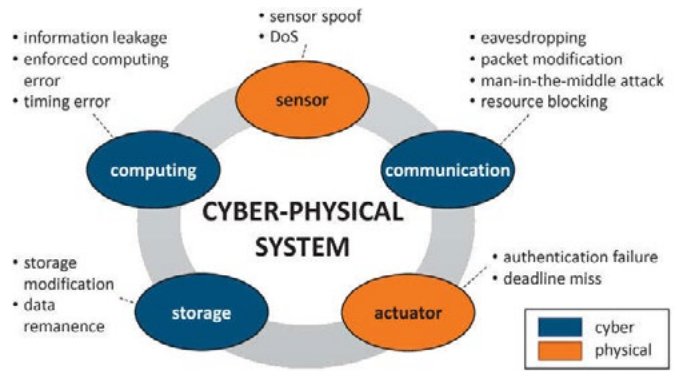 • sensor spoof
• DoS
• information leakage
• enforced computing
error
• timing error
• eavesdropping
• packet modification
• man-in-the-middle attack
• resource blocking
sensor
computing
communication
CYBER-PHYSICAL
SYSTEM
• storage
modification
• data
remanence
storage
actuator
• authentication failure
• deadline miss
cyber
physical